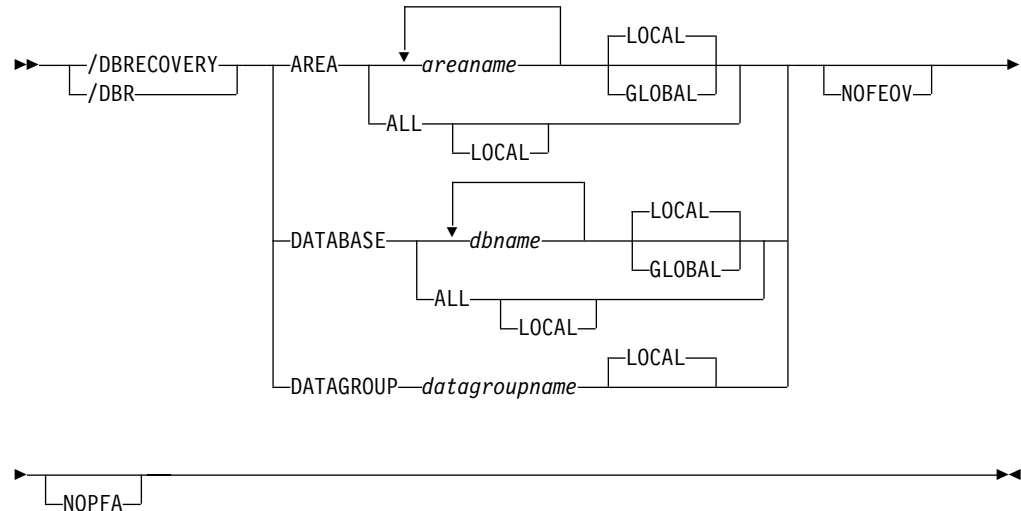 LOCAL
/DBRECOVERY AREA areaname GLOBAL NOFEOV
/DBR
ALL
LOCAL
LOCAL
DATABASE dbname GLOBAL
ALL
LOCAL
LOCAL
DATAGROUP datagroupname
NOPFA